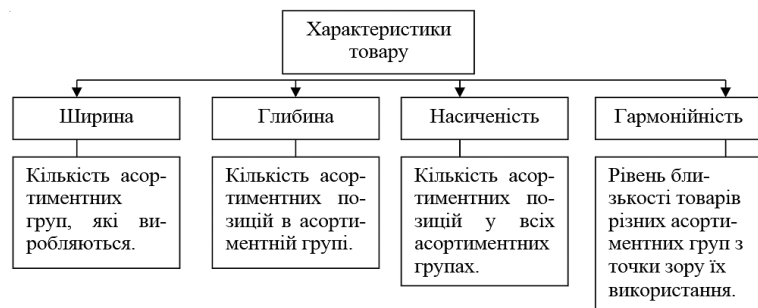 Характеристики
товару
Ширина
Глибина
Насиченість
Гармонійність
Кількість асор-
тиментних
груп, які ви-
робляються.
Кількість асор-
тиментних по-
зицій в асорти-
ментній групі.
Кількість асор-
тиментних по-
зицій у всіх
асортиментних
групах.
Рівень бли-
зькості товарів
різних асорти-
ментних груп з
точки зору їх
використання.